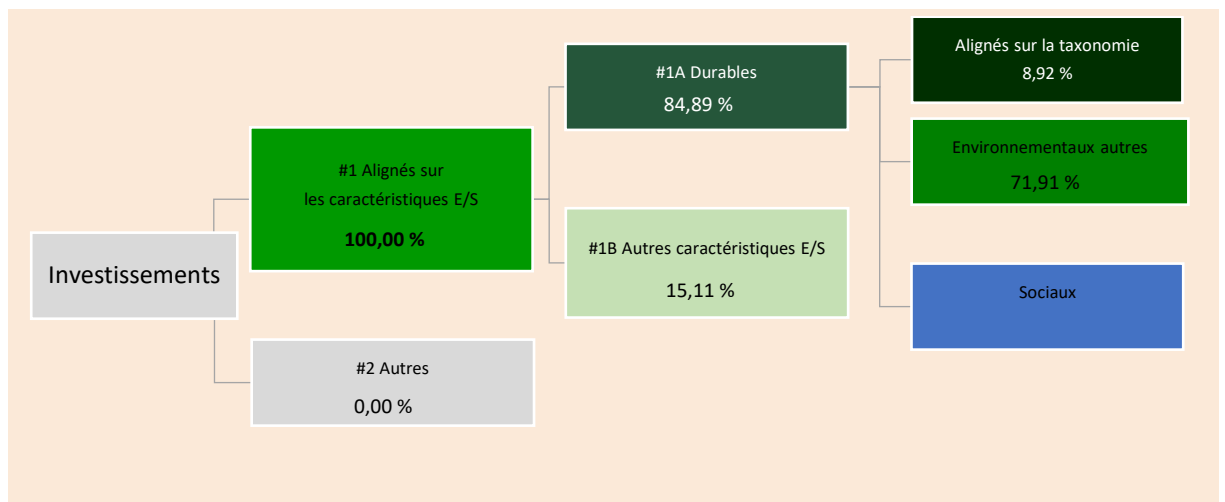 Investissements
#1 Alignés sur
les caractéristiques E/S
100,00 %
#2 Autres
0,00 %
#1A Durables
84,89 %
#1B Autres caractéristiques E/S
15,11 %
Alignés sur la taxonomie
8,92 %
Environnementaux autres
71,91 %
Sociaux